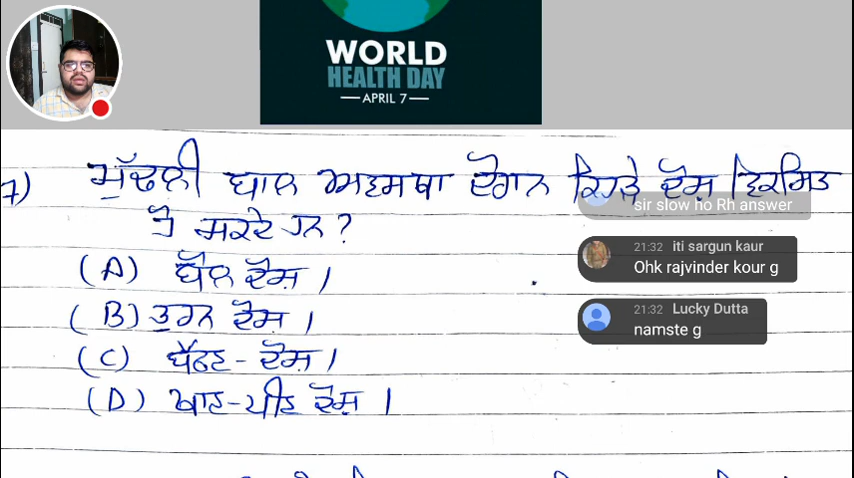 WORLD
HEALTH DAY
— APRIL 7 —
7) ਮੁੱਢਲੀ ਬਾਲ ਅਵਸਥਾ ਦੌਰਾਨ ਕਿਹੜੇ ਦੋਸ਼ ਵਿਕਸਿਤ
ਹੋ ਸਕਦੇ ਹਨ?
(A) ਬੋਲ ਦੋਸ਼ ।
(B) ਤੁਰਨ ਦੋਸ਼ ।
(C) ਬੈਠਣ - ਦੋਸ਼ ।
(D) ਖਾਣ-ਪੀਣ ਦੋਸ਼ ।
sir slow ho Rh answer
21:32 iti sargun kaur
Ohk rajvinder kour g
21:32 Lucky Dutta
namste g